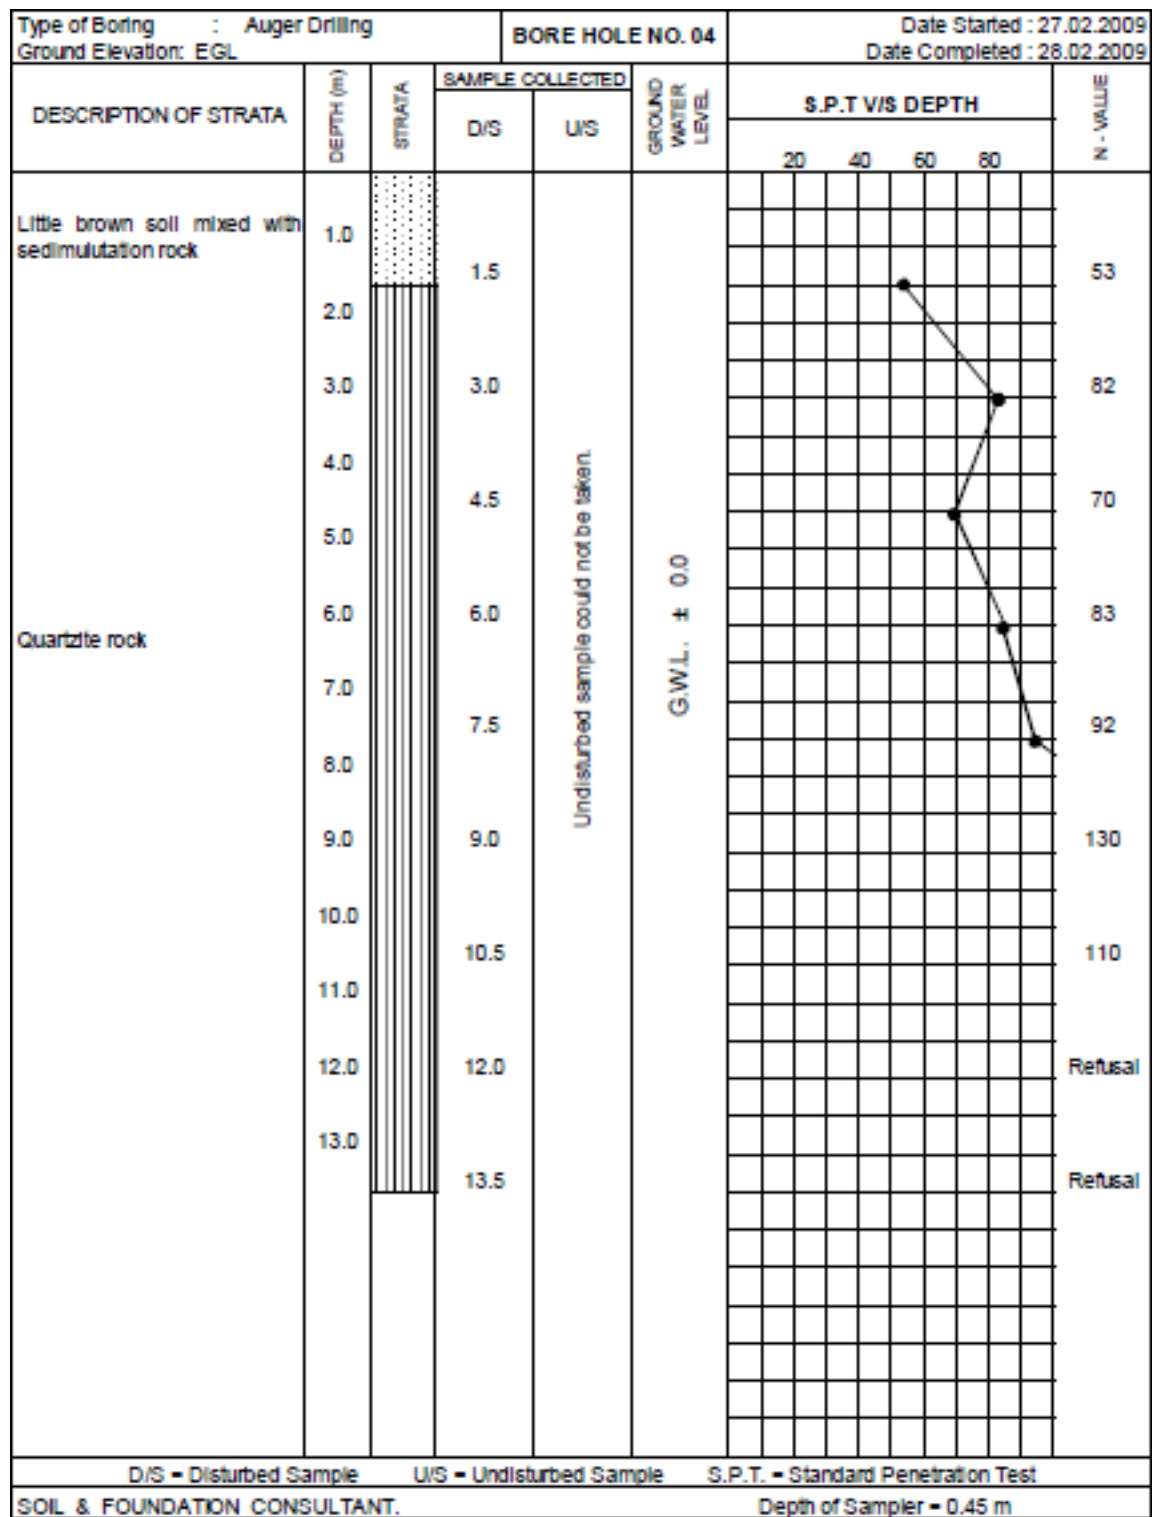 Type of Boring : Auger Drilling
Ground Elevation: EGL
BORE HOLE NO. 04
Date Started : 27.02.2009
Date Completed : 28.02.2009
DESCRIPTION OF STRATA
DEPTH (m)
STRATA
SAMPLE COLLECTED
D/S
U/S
GROUND
WATER
LEVEL
S.P.T V/S DEPTH
20 40 60 80
N - VALUE
Little brown soil mixed with
sedimulutation rock
1.0
1.5 53
2.0
3.0 3.0 82
4.0
4.5 70
5.0
6.0 6.0 83
Quartzite rock
7.0
7.5 92
8.0
9.0 9.0 130
10.0
10.5 110
11.0
12.0 12.0 Refusal
13.0
13.5 Refusal
Undisturbed sample could not be taken.
G.W.L. ± 0.0
D/S = Disturbed Sample U/S = Undisturbed Sample S.P.T. = Standard Penetration Test
SOIL & FOUNDATION CONSULTANT. Depth of Sampler = 0.45 m